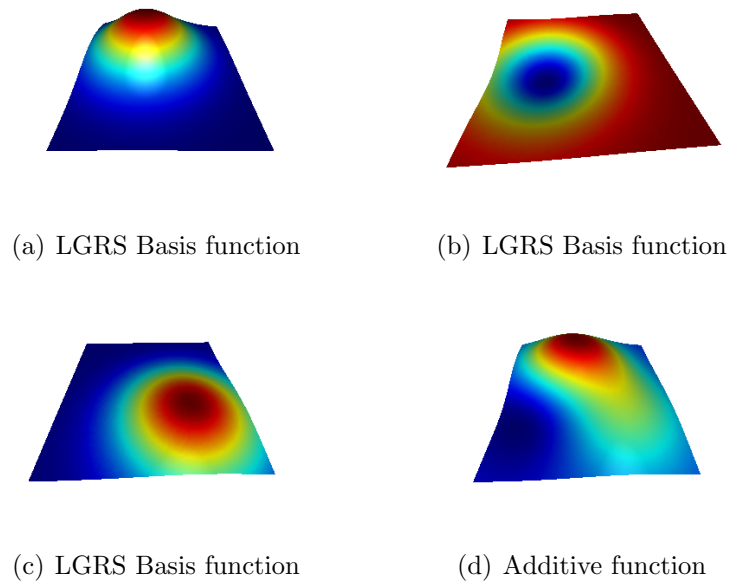 (a) LGRS Basis function
(b) LGRS Basis function
(c) LGRS Basis function
(d) Additive function